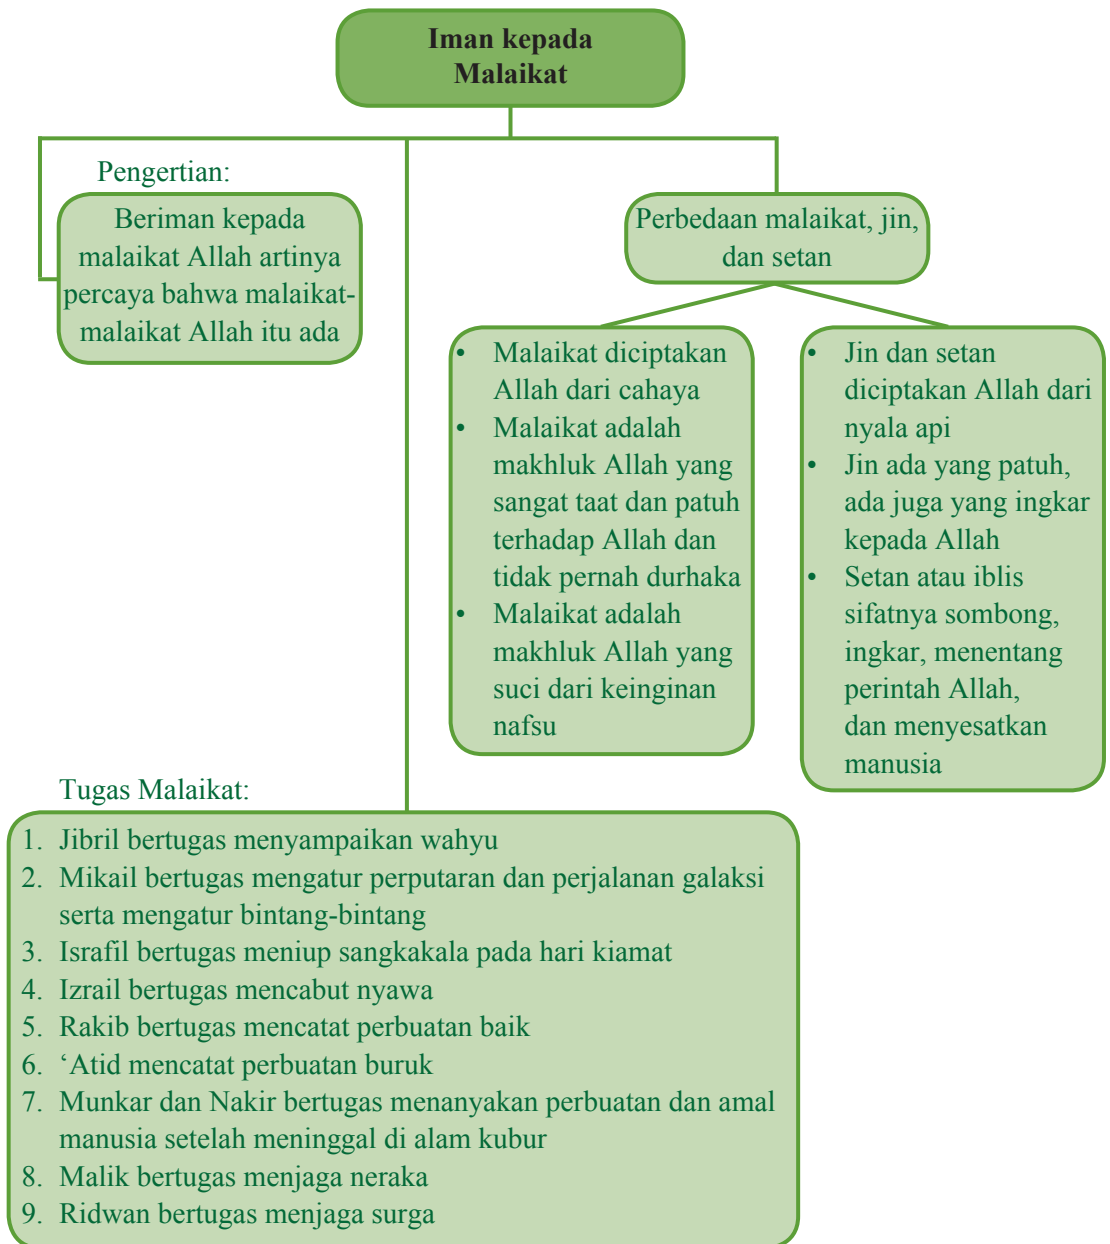 Iman kepada
Malaikat
Pengertian:
Beriman kepada
malaikat Allah artinya
percaya bahwa malaikat-
malaikat Allah itu ada
Perbedaan malaikat, jin,
dan setan
• Malaikat diciptakan
Allah dari cahaya
• Malaikat adalah
makhluk Allah yang
sangat taat dan patuh
terhadap Allah dan
tidak pernah durhaka
• Malaikat adalah
makhluk Allah yang
suci dari keinginan
nafsu
• Jin dan setan
diciptakan Allah dari
nyala api
• Jin ada yang patuh,
ada juga yang ingkar
kepada Allah
• Setan atau iblis
sifatnya sombong,
ingkar, menentang
perintah Allah,
dan menyesatkan
manusia
Tugas Malaikat:
1. Jibril bertugas menyampaikan wahyu
2. Mikail bertugas mengatur perputaran dan perjalanan galaksi
serta mengatur bintang-bintang
3. Israfil bertugas meniup sangkakala pada hari kiamat
4. Izrail bertugas mencabut nyawa
5. Rakib bertugas mencatat perbuatan baik
6. ‘Atid mencatat perbuatan buruk
7. Munkar dan Nakir bertugas menanyakan perbuatan dan amal
manusia setelah meninggal di alam kubur
8. Malik bertugas menjaga neraka
9. Ridwan bertugas menjaga surga